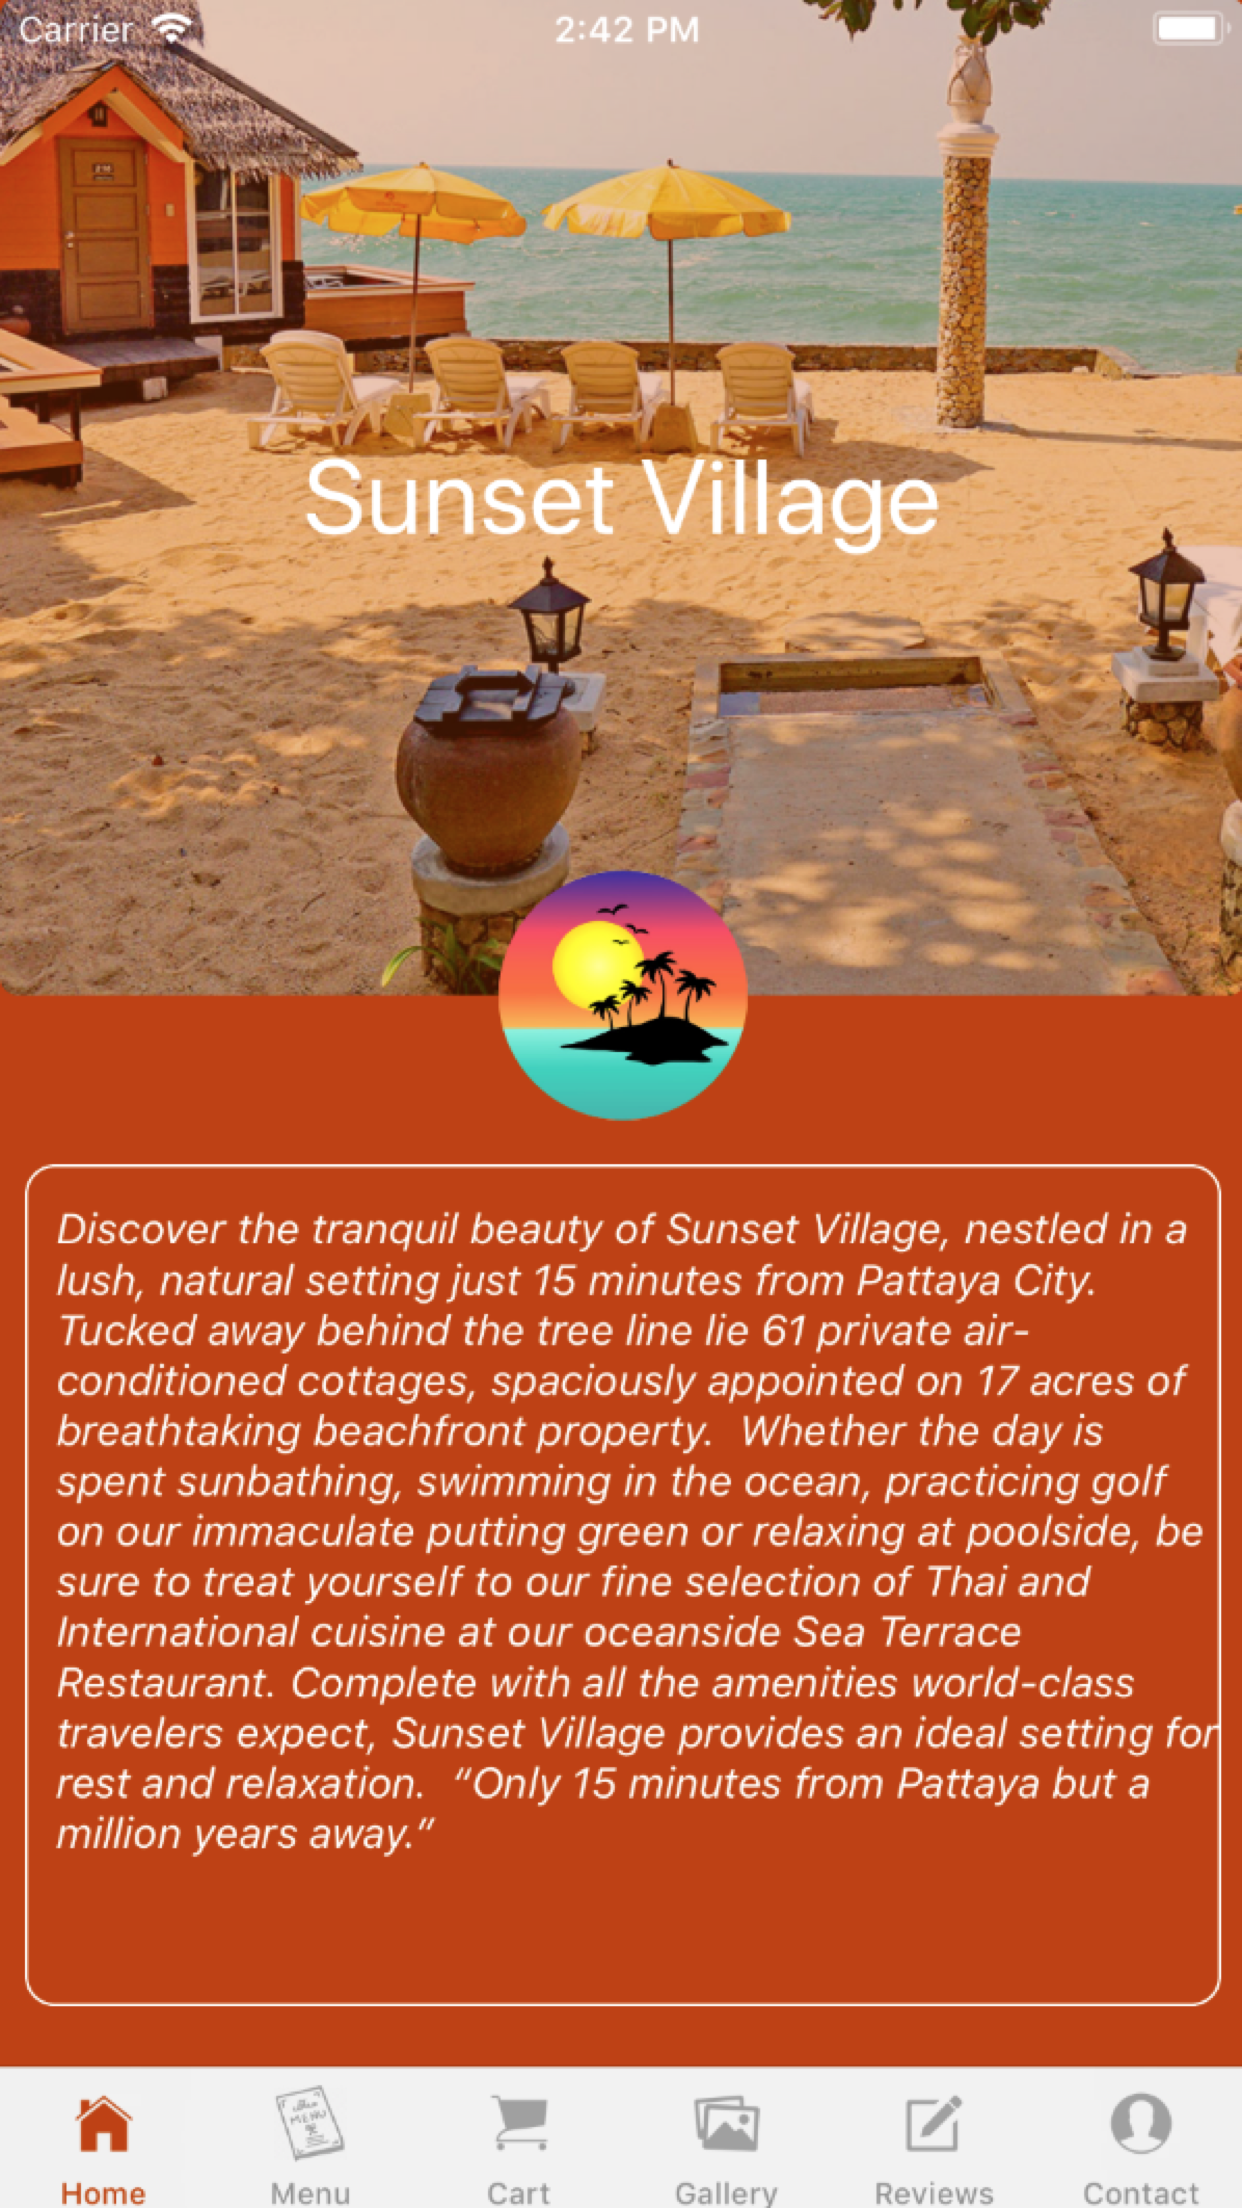 Carrier 2:42 PM
Sunset Village
Discover the tranquil beauty of Sunset Village, nestled in a
lush, natural setting just 15 minutes from Pattaya City.
Tucked away behind the tree line lie 61 private air-
conditioned cottages, spaciously appointed on 17 acres of
breathtaking beachfront property.  Whether the day is
spent sunbathing, swimming in the ocean, practicing golf
on our immaculate putting green or relaxing at poolside, be
sure to treat yourself to our fine selection of Thai and
International cuisine at our oceanside Sea Terrace
Restaurant. Complete with all the amenities world-class
travelers expect, Sunset Village provides an ideal setting for
rest and relaxation.  “Only 15 minutes from Pattaya but a
million years away.”
MENU
Home Menu Cart Gallery Reviews Contact